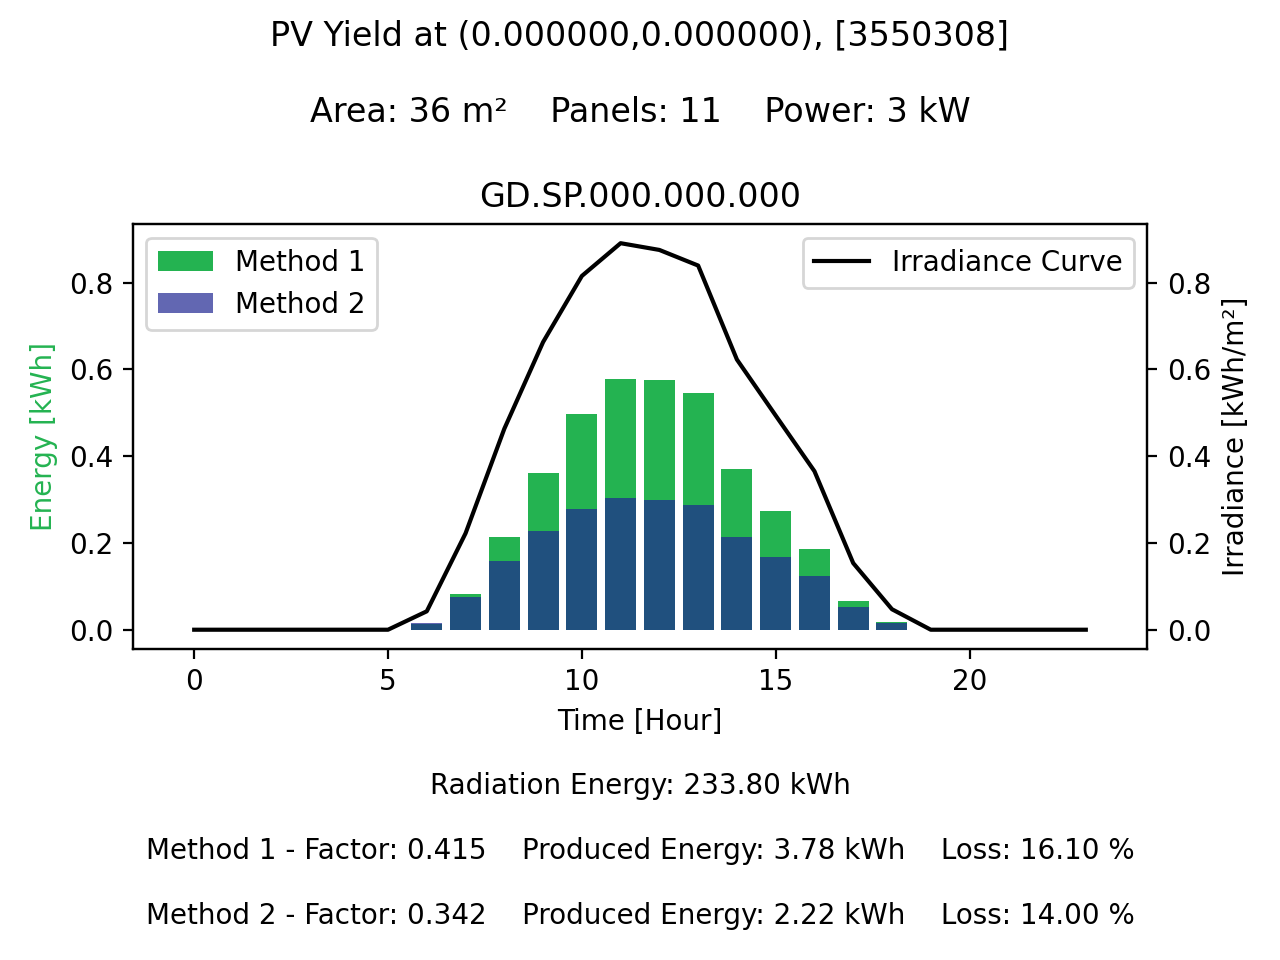 PV Yield at (0.000000,0.000000), [3550308]
Area: 36 m² Panels: 11 Power: 3 kW
GD.SP.000.000.000
Method 1
Method 2
Irradiance Curve
Energy [kWh]
0.8
0.6
0.4
0.2
0.0
0.8
0.6
0.4
0.2
0.0
Irradiance [kWh/m²]
0 5 10 15 20
Time [Hour]
Radiation Energy: 233.80 kWh
Method 1 - Factor: 0.415 Produced Energy: 3.78 kWh Loss: 16.10 %
Method 2 - Factor: 0.342 Produced Energy: 2.22 kWh Loss: 14.00 %